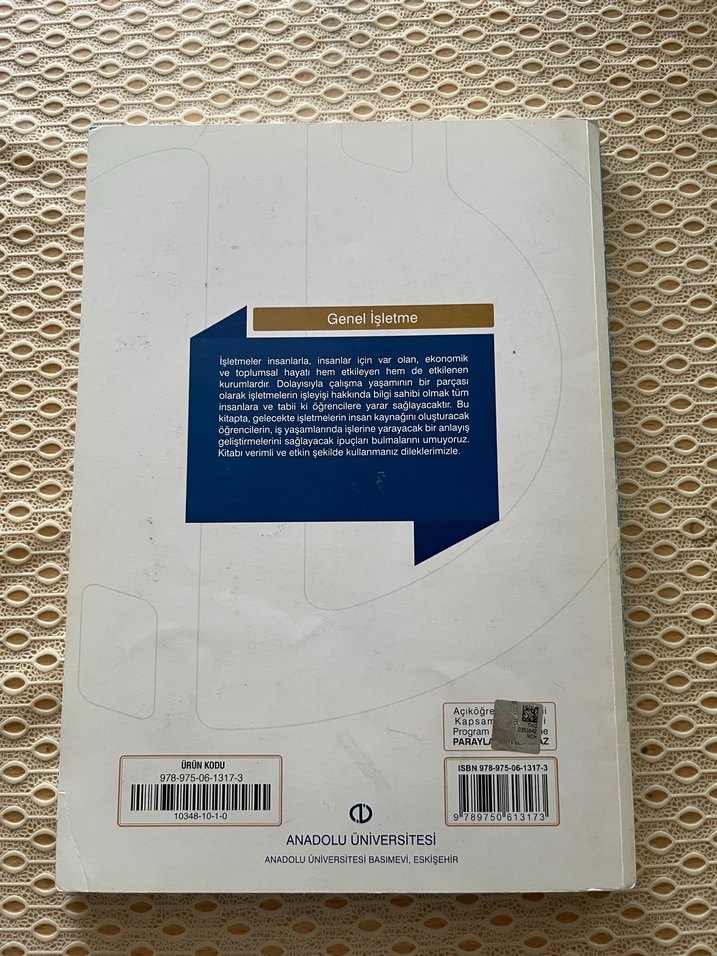 Genel İşletme
İşletmeler insanlarla, insanlar için var olan, ekonomik
ve toplumsal hayatı hem etkileyen hem de etkilenen
kurumlardır. Dolayısıyla çalışma yaşamının bir parçası
olarak işletmelerin işleyişi hakkında bilgi sahibi olmak tüm
insanlara ve tabii ki öğrencilere yarar sağlayacaktır. Bu
kitapta, gelecekte işletmelerin insan kaynağını oluşturacak
öğrencilerin, iş yaşamlarında işlerine yarayacak bir anlayış
geliştirmelerini sağlayacak ipuçları bulmalarını umuyoruz.
Kitabı verimli ve etkin şekilde kullanmanız dileklerimizle.
Program
THG
0351642
NCH
ÜRÜN KODU
978-975-06-1317-3
10348-10-1-0
ISBN 978-975-06-1317-3
9 789750 613173
ANADOLU ÜNİVERSİTESİ
ANADOLU ÜNİVERSİTESİ BASIMEVİ, ESKİŞEHİR